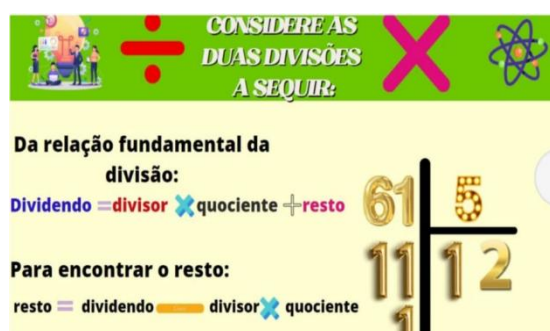 CONSIDERE AS
DUAS DIVISÕES
A SEQUIR:
Da relação fundamental da
divisão:
Dividendo = divisor × quociente + resto
Para encontrar o resto:
resto = dividendo - divisor × quociente
61 5
11 12
1